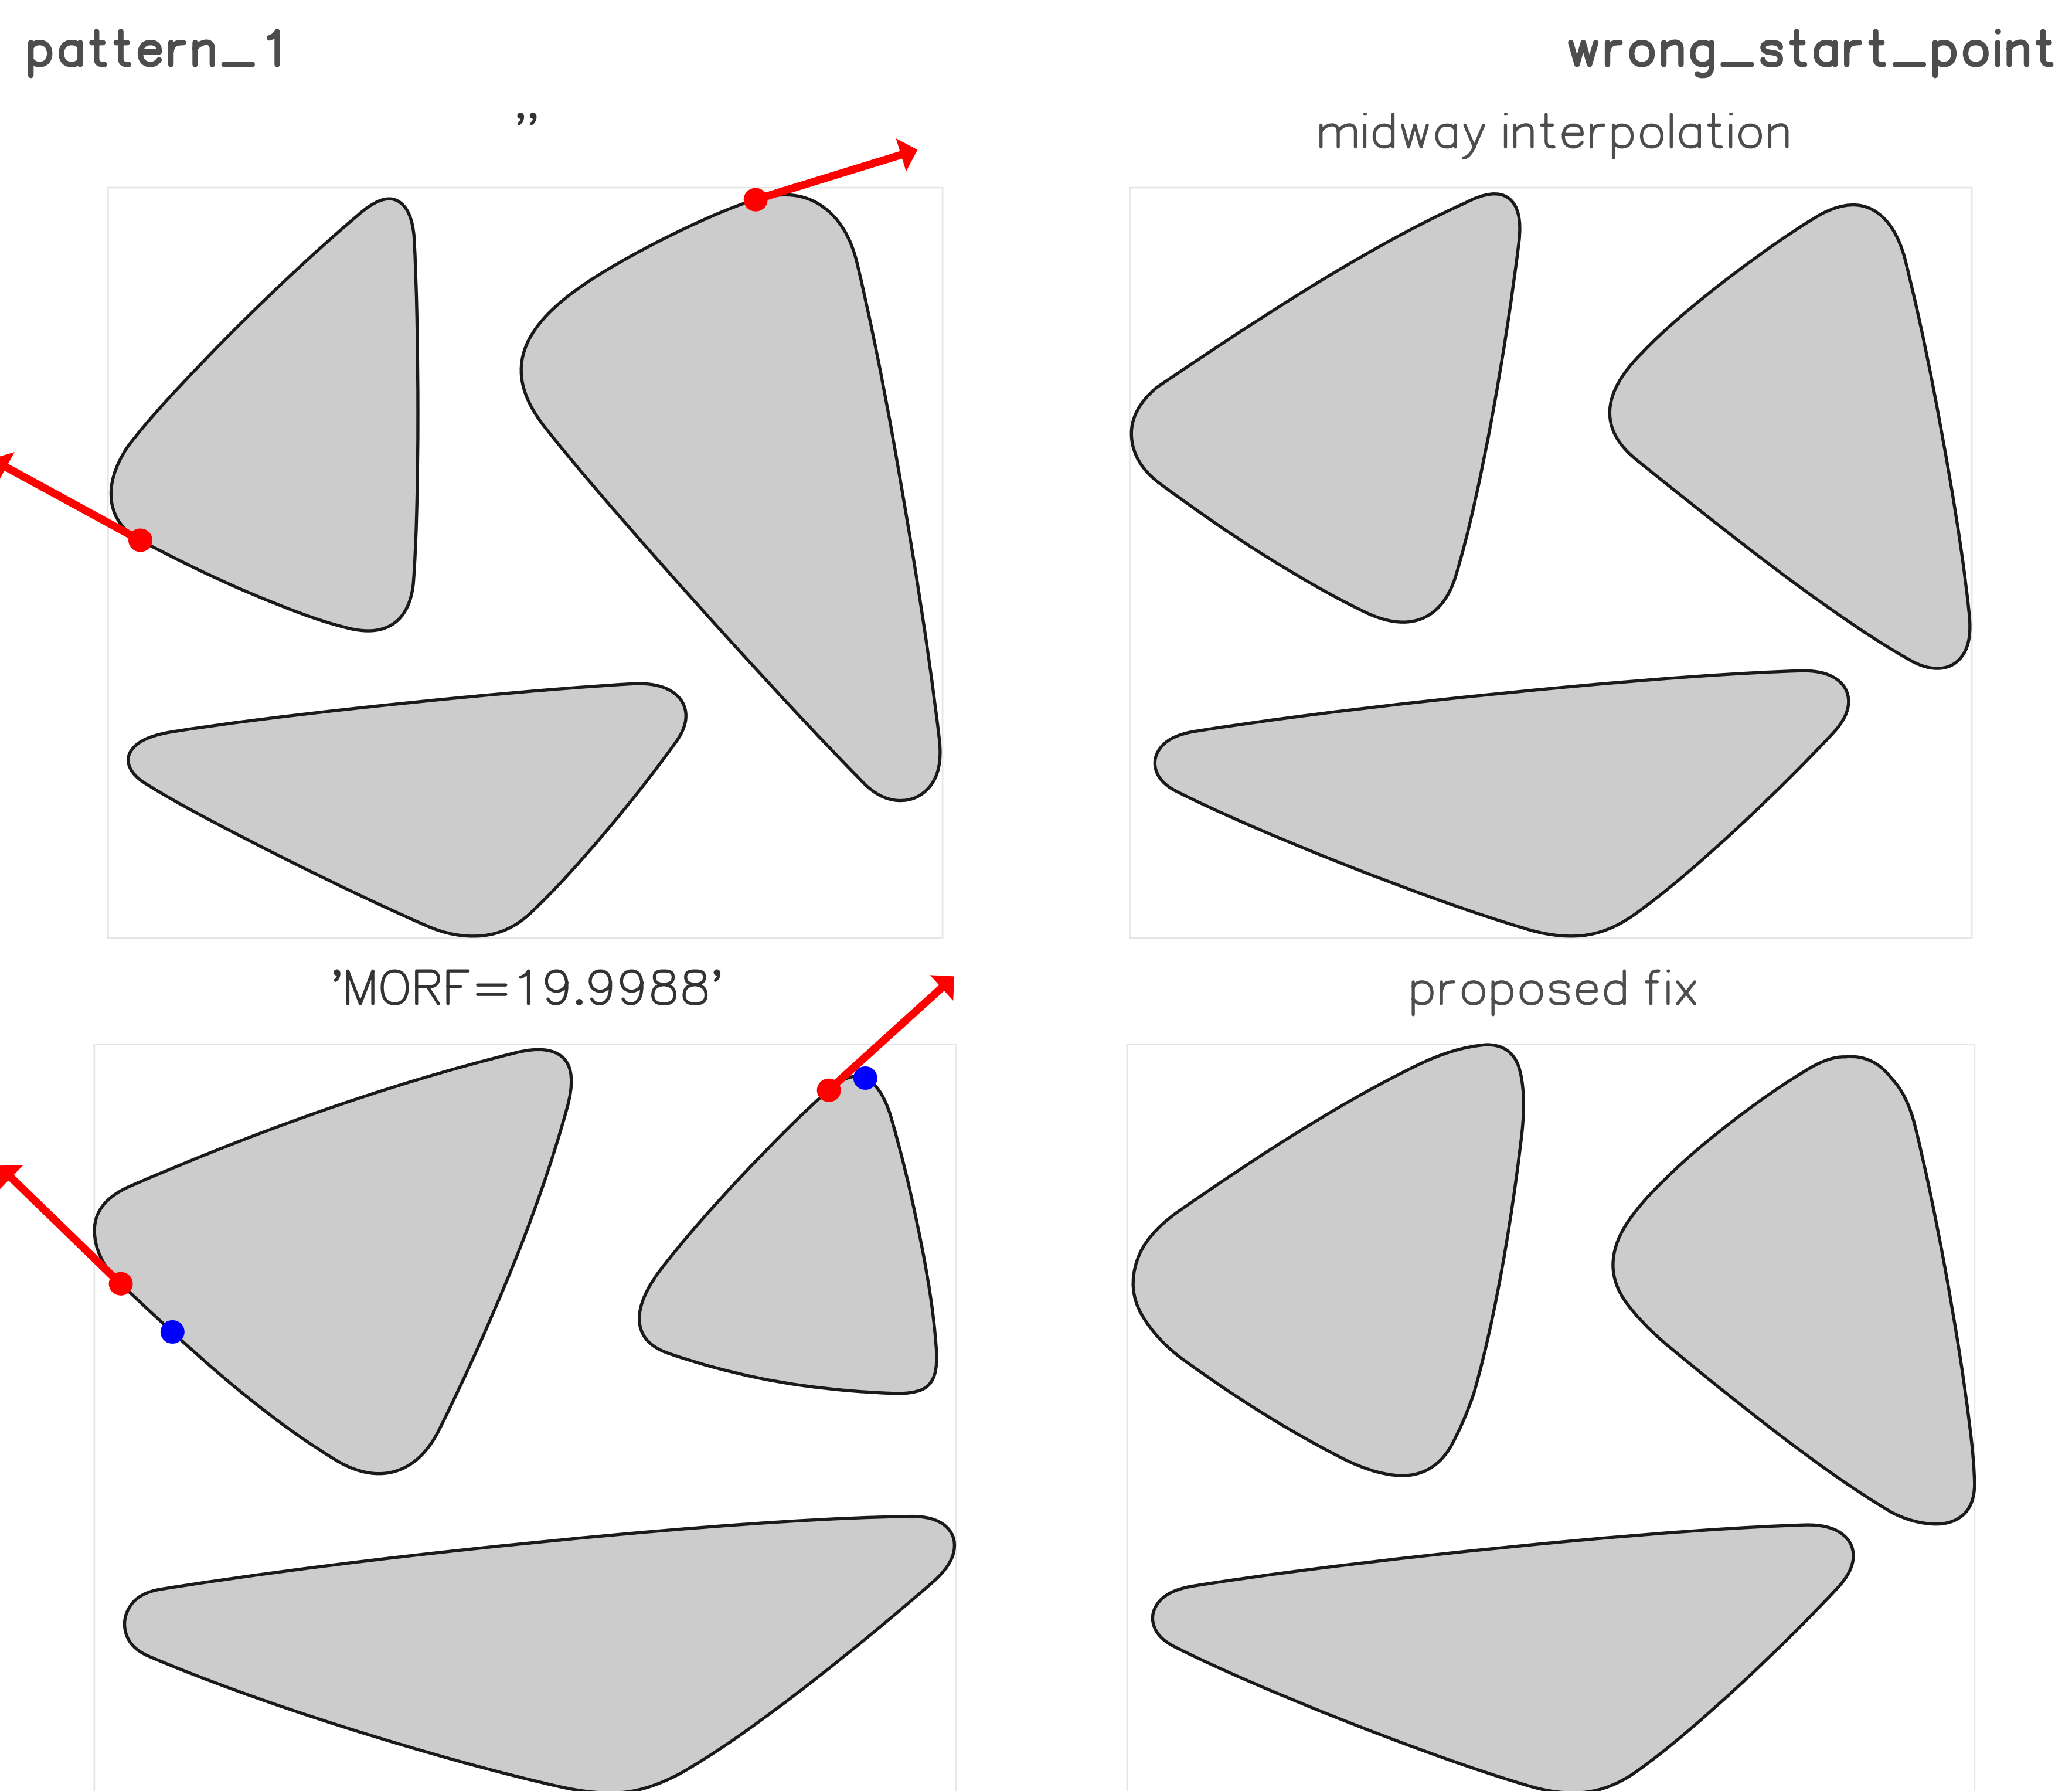 pattern_1
wrong_start_point
’’
midway interpolation
’MORF=19.9988’
proposed fix